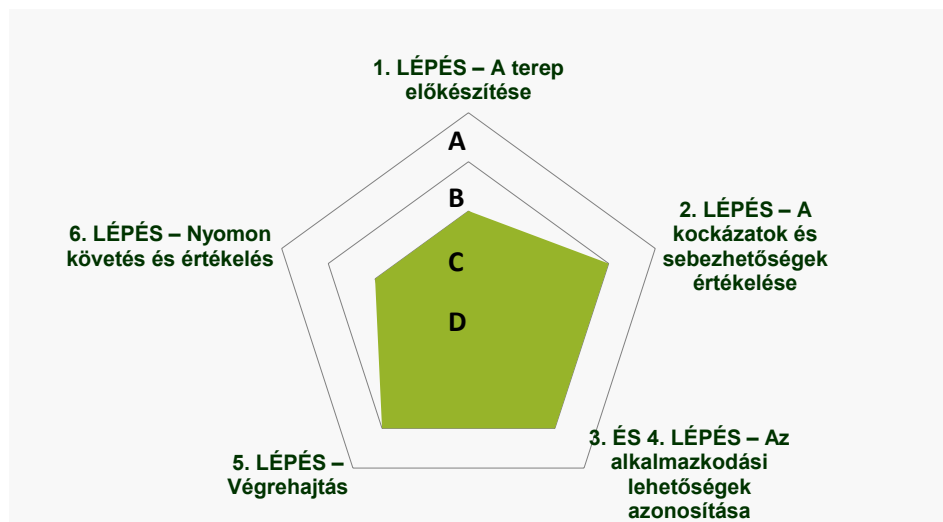 1. LÉPÉS – A terep
előkészítése
A
B
C
D
2. LÉPÉS – A
kockázatok és
sebezhetőségek
értékelése
3. ÉS 4. LÉPÉS – Az
alkalmazkodási
lehetőségek
azonosítása
5. LÉPÉS –
Végrehajtás
6. LÉPÉS – Nyomon
követés és értékelés